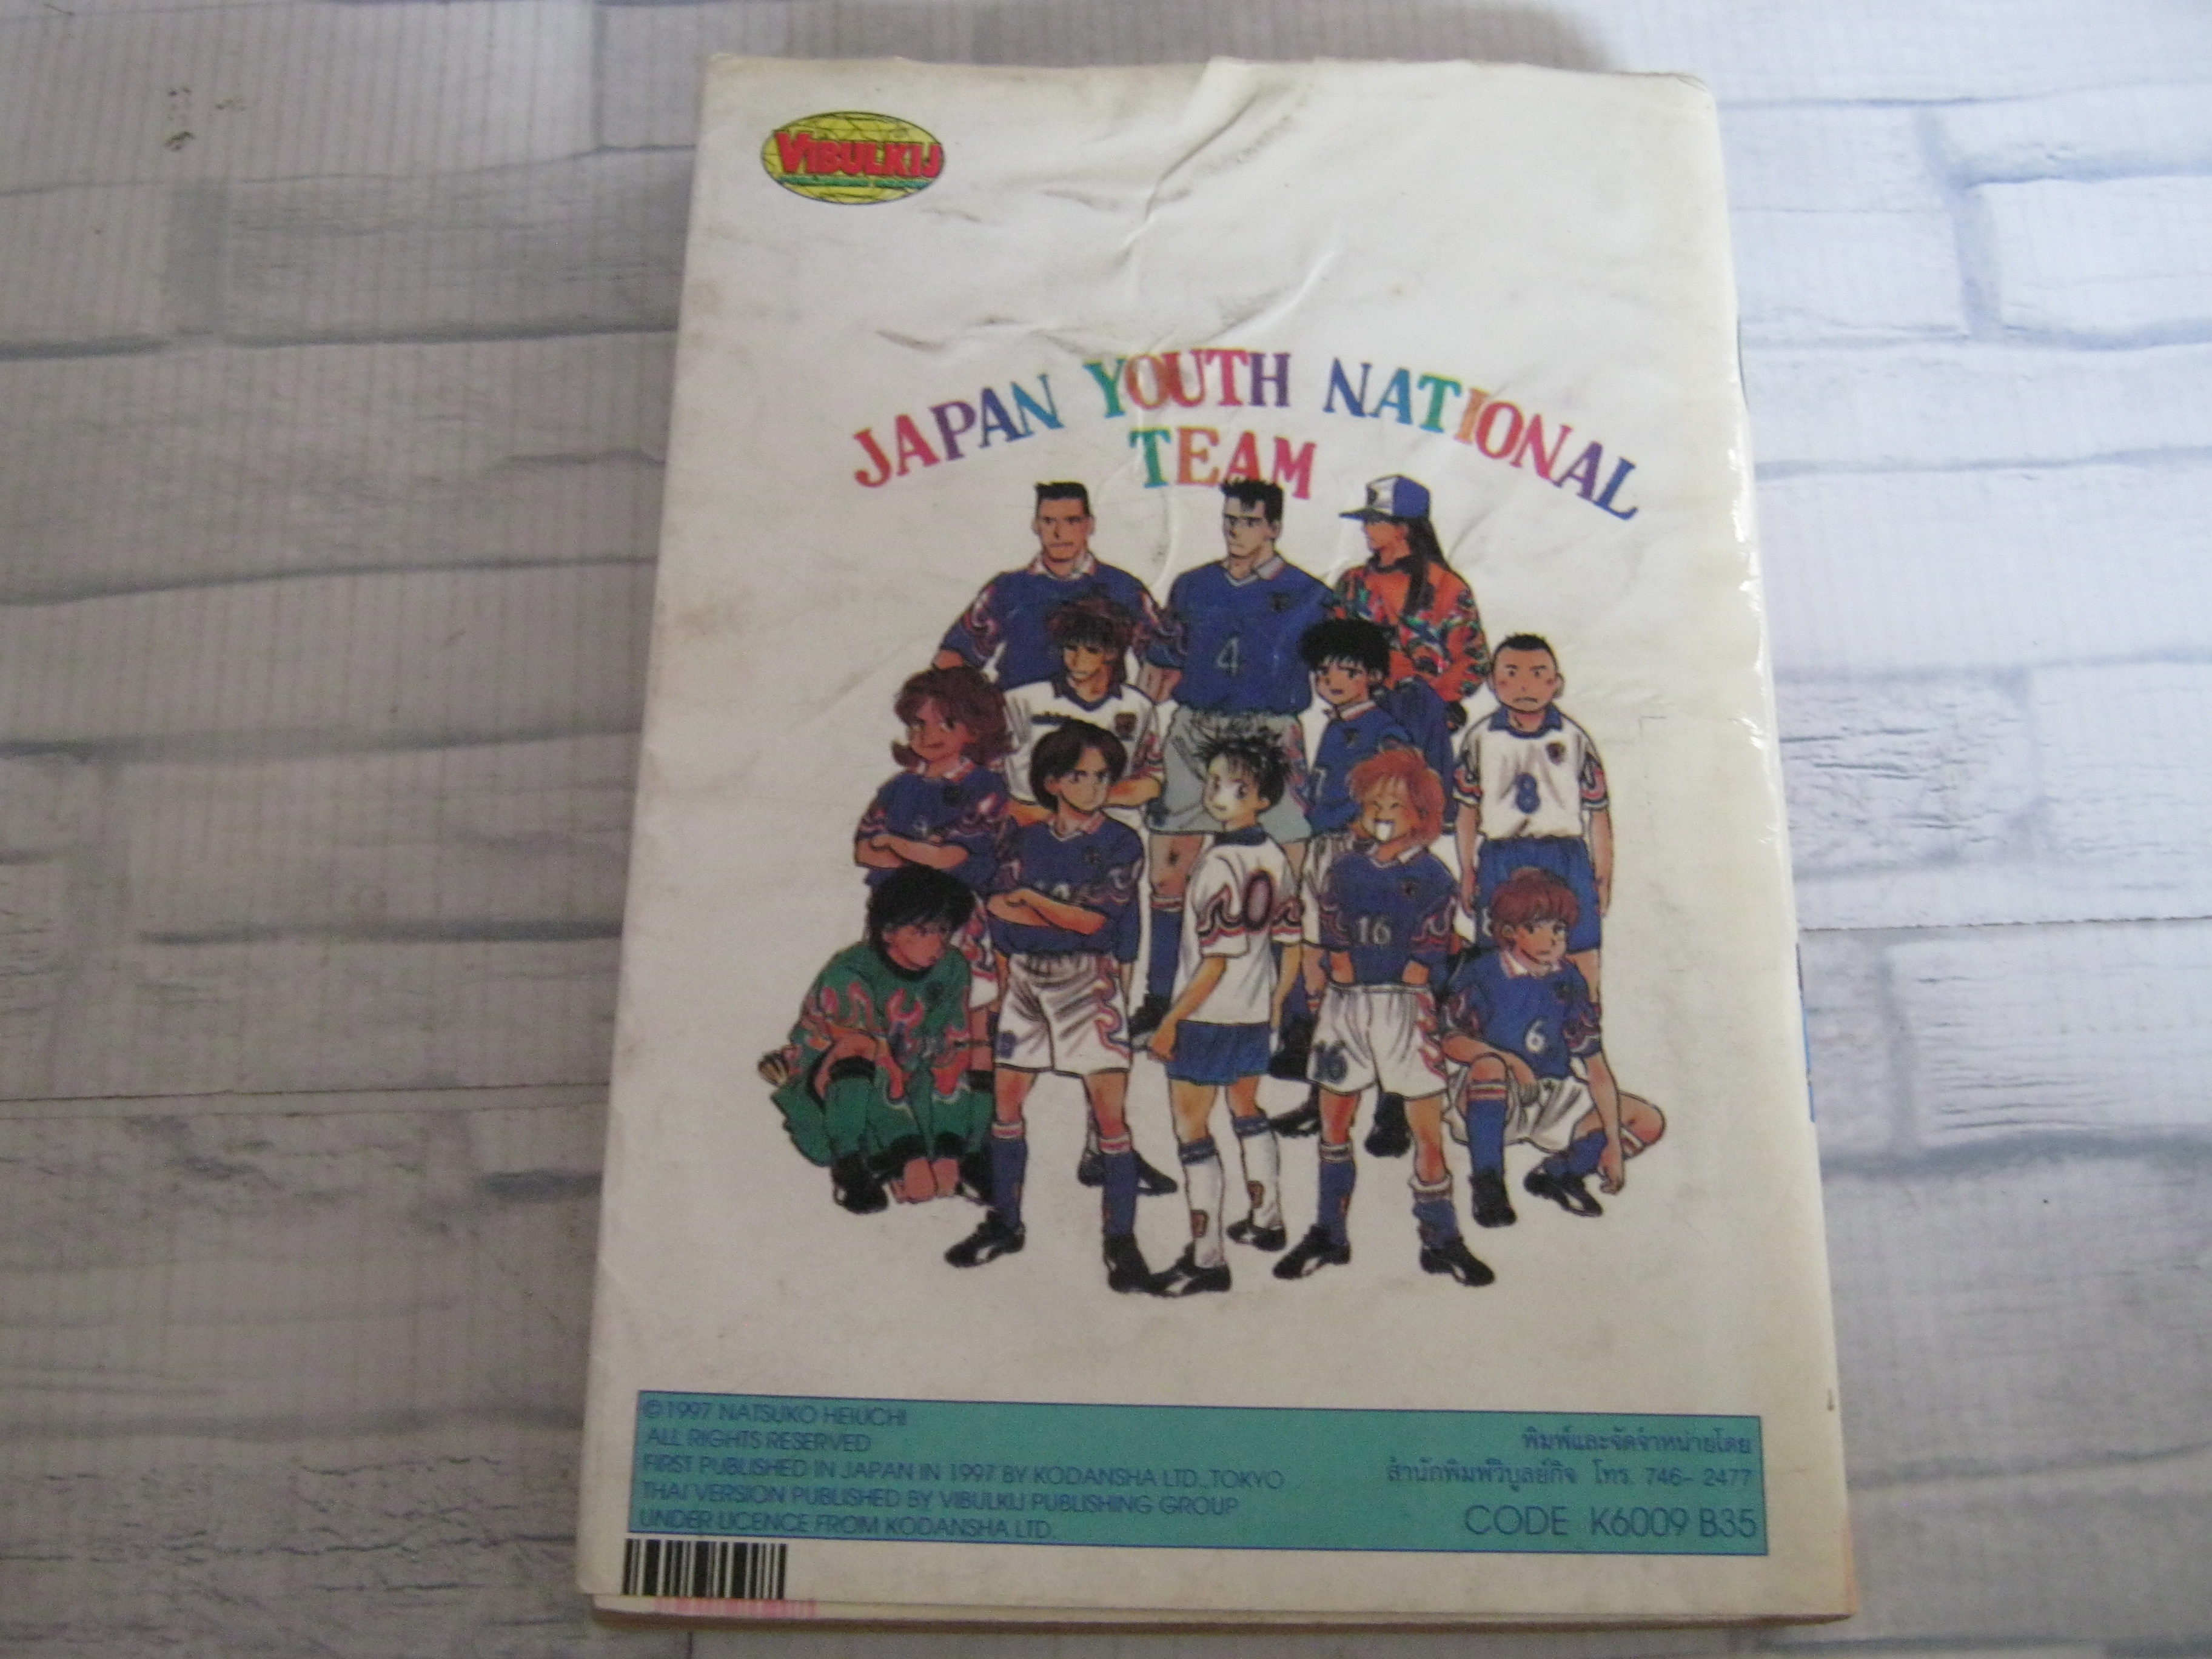 VIBULKIJ
JAPAN YOUTH NATIONAL
TEAM
4
7
8
10
16
6
16
©1997 NATSUKO HEIUCHI
ALL RIGHTS RESERVED
FIRST PUBLISHED IN JAPAN IN 1997 BY KODANSHA LTD., TOKYO
THAI VERSION PUBLISHED BY VIBULKIJ PUBLISHING GROUP
UNDER LICENCE FROM KODANSHA LTD.
พิมพ์และจัดจำหน่ายโดย
สำนักพิมพ์วิบูลย์กิจ โทร. 746- 2477
CODE K6009 B35